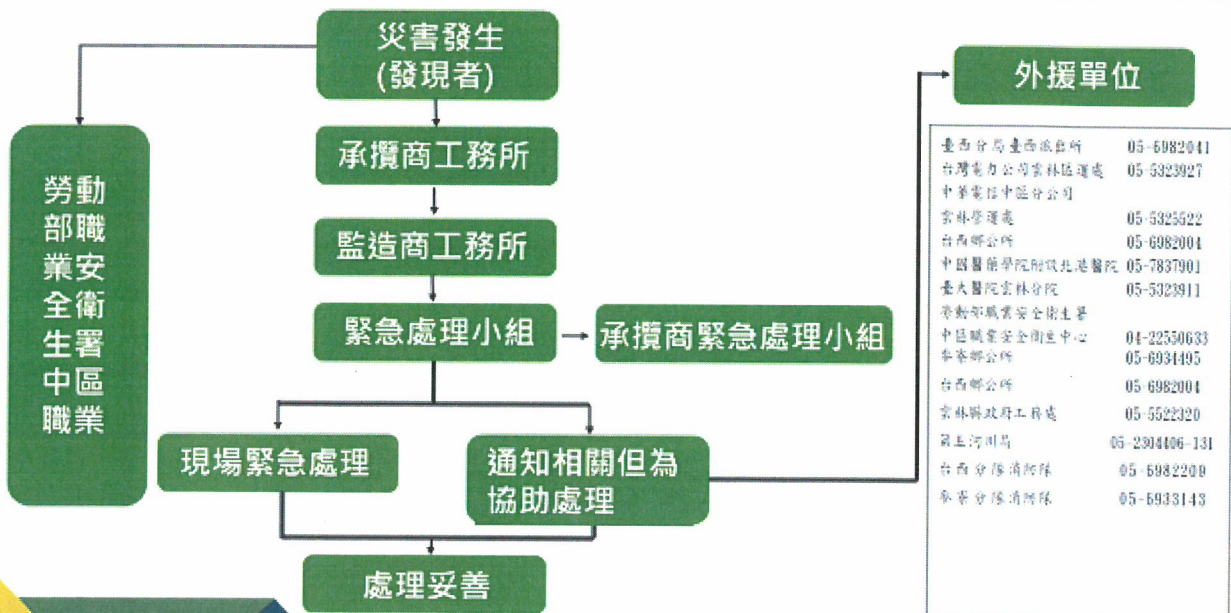 災害發生
(發現者)
外援單位
承攬商工務所
勞動
部職
業安
全衛
生署
中區
職業
監造商工務所
緊急處理小組
承攬商緊急處理小組
現場緊急處理
通知相關但為
協助處理
處理妥善
臺西分局臺西派出所 05-6982041
台灣電力公司雲林區運處 05-5323927
中華電信中區分公司
雲林營運處 05-5325522
台西鄉公所 05-6982004
中國醫藥學院附設北港醫院 05-7837901
臺大醫院雲林分院 05-5323911
勞動部職業安全衛生署
中區職業安全衛生中心 04-22550633
麥寮鄉公所 05-6934495
台西鄉公所 05-6982004
雲林縣政府工務處 05-5522320
第五河川局 05-2304406-131
台西分隊消防隊 05-6982209
麥寮分隊消防隊 05-6933143